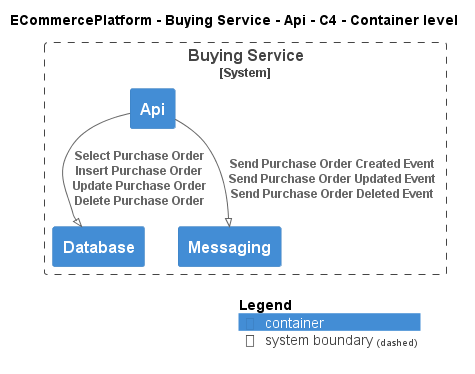 ECommercePlatform - Buying Service - Api - C4 - Container level
Buying Service
[System]
Api
Select Purchase Order
Insert Purchase Order
Update Purchase Order
Delete Purchase Order
Send Purchase Order Created Event
Send Purchase Order Updated Event
Send Purchase Order Deleted Event
Database
Messaging
Legend
container
system boundary (dashed)